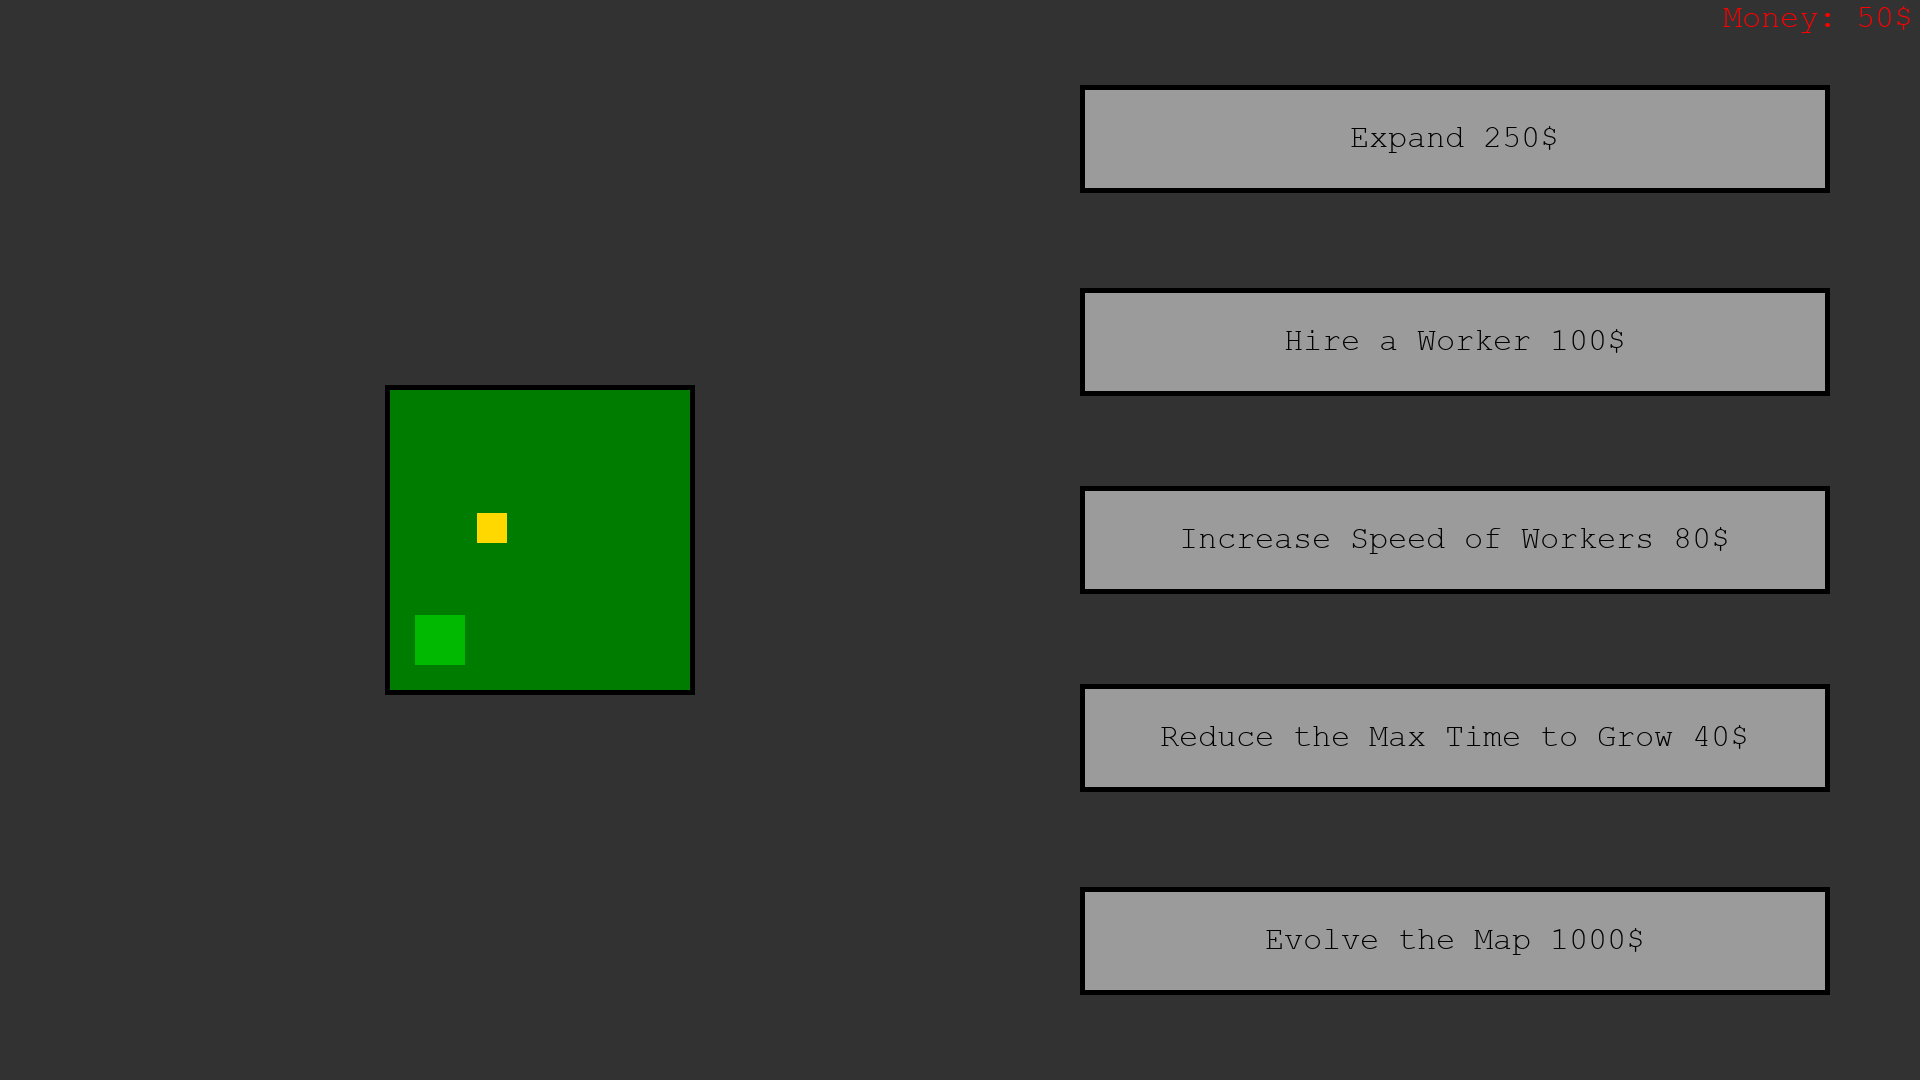 Money: 50$
Expand 250$
Hire a Worker 100$
Increase Speed of Workers 80$
Reduce the Max Time to Grow 40$
Evolve the Map 1000$